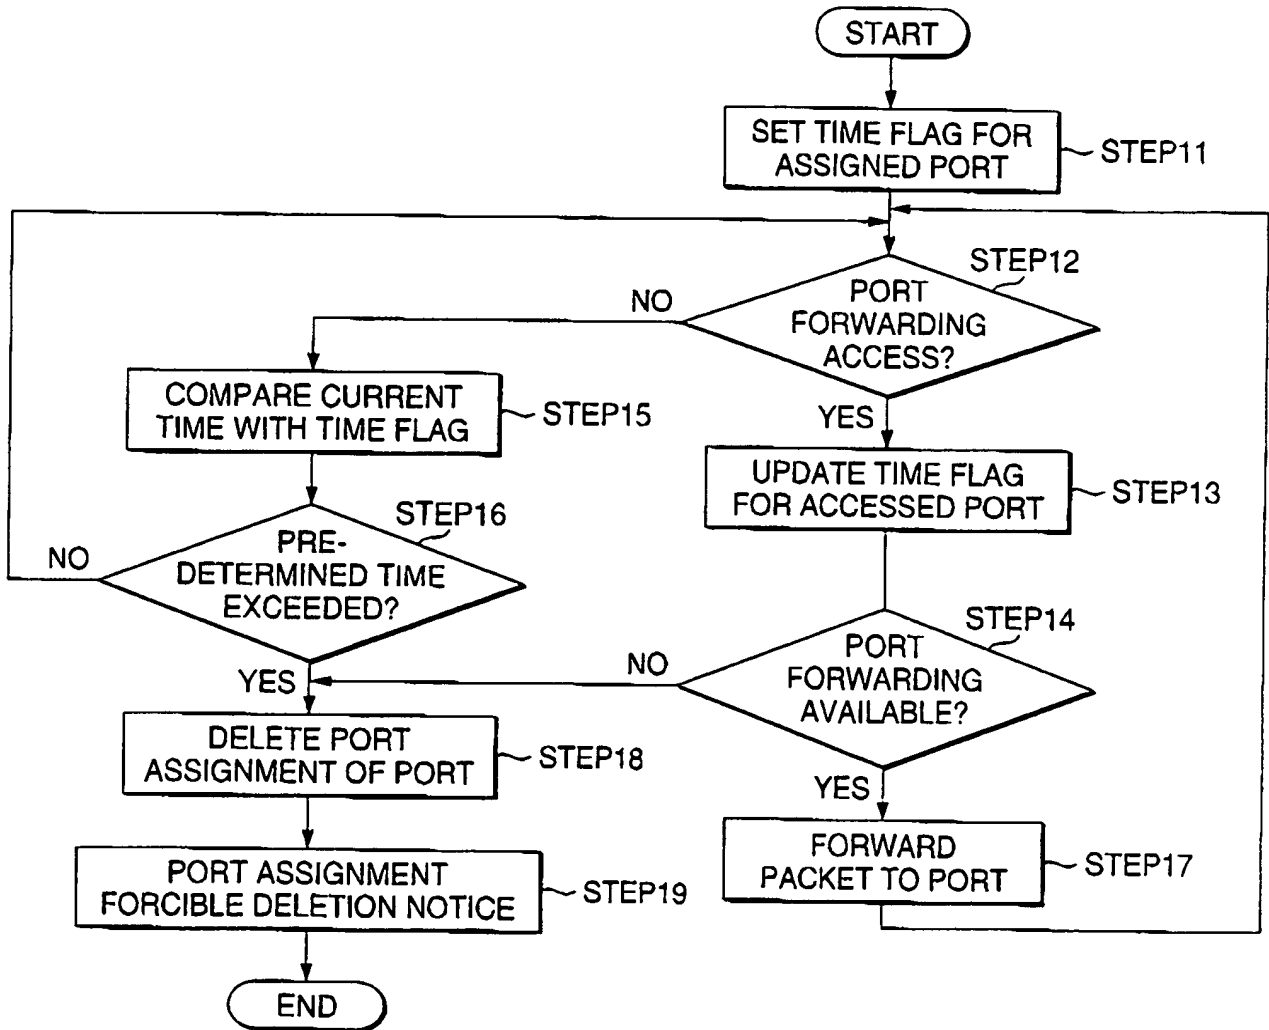 START
SET TIME FLAG FOR
ASSIGNED PORT
STEP11
STEP12
PORT
FORWARDING
ACCESS?
NO
YES
COMPARE CURRENT
TIME WITH TIME FLAG
STEP15
UPDATE TIME FLAG
FOR ACCESSED PORT
STEP13
STEP16
PRE-
DETERMINED TIME
EXCEEDED?
NO
YES
STEP14
PORT
FORWARDING
AVAILABLE?
NO
YES
DELETE PORT
ASSIGNMENT OF PORT
STEP18
FORWARD
PACKET TO PORT
STEP17
PORT ASSIGNMENT
FORCIBLE DELETION NOTICE
STEP19
END